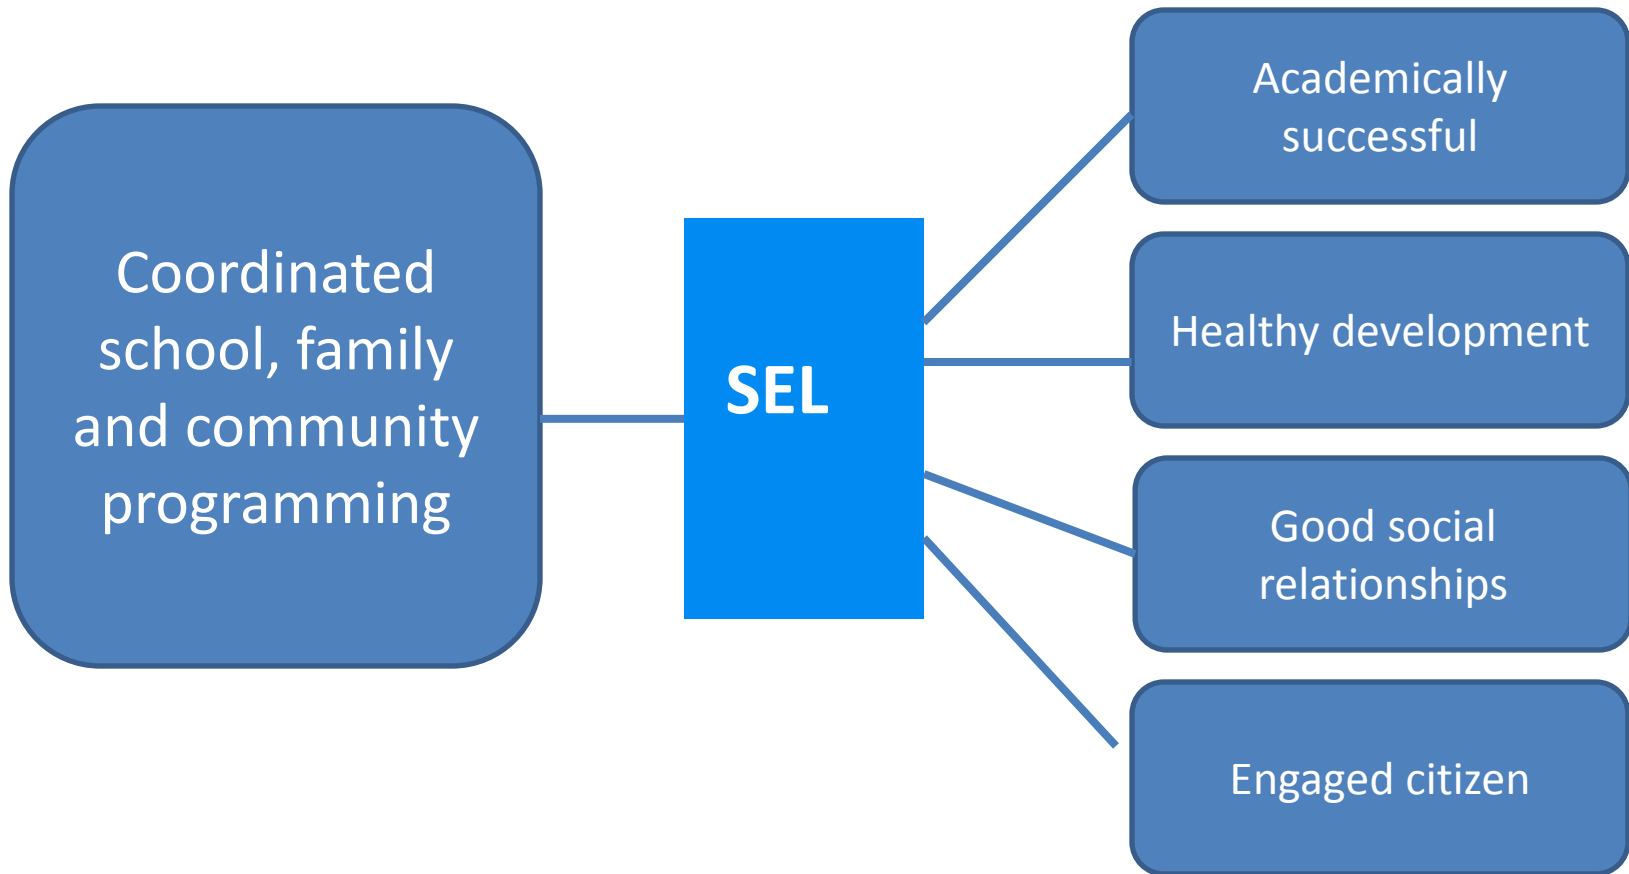 Coordinated
school, family
and community
programming
SEL
Academically
successful
Healthy development
Good social
relationships
Engaged citizen